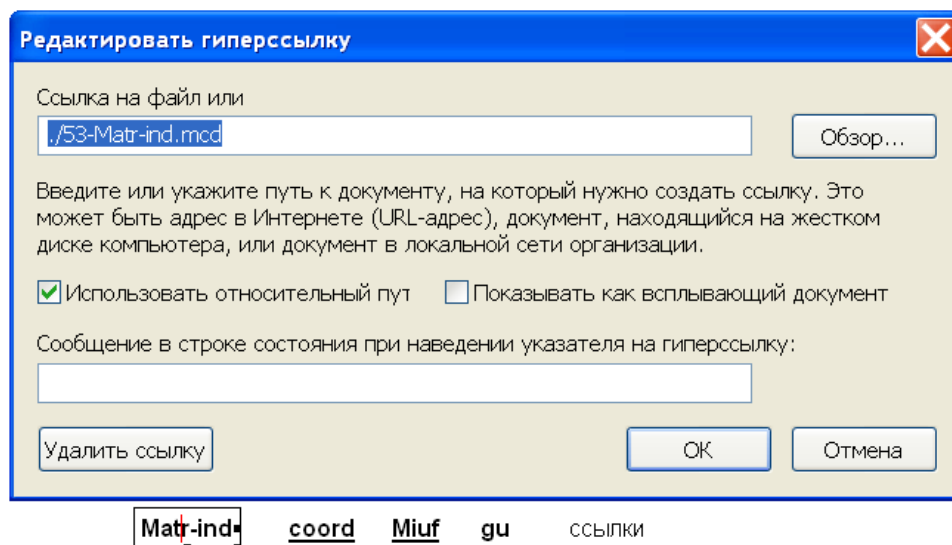 Редактировать гиперссылку
Ссылка на файл или
./53-Matr-ind.mcd
Обзор...
Введите или укажите путь к документу, на который нужно создать ссылку. Это
может быть адрес в Интернете (URL-адрес), документ, находящийся на жестком
диске компьютера, или документ в локальной сети организации.
Использовать относительный пут Показывать как всплывающий документ
Сообщение в строке состояния при наведении указателя на гиперссылку:
Удалить ссылку ОК Отмена
Matr-ind coord Miuf gu ссылки